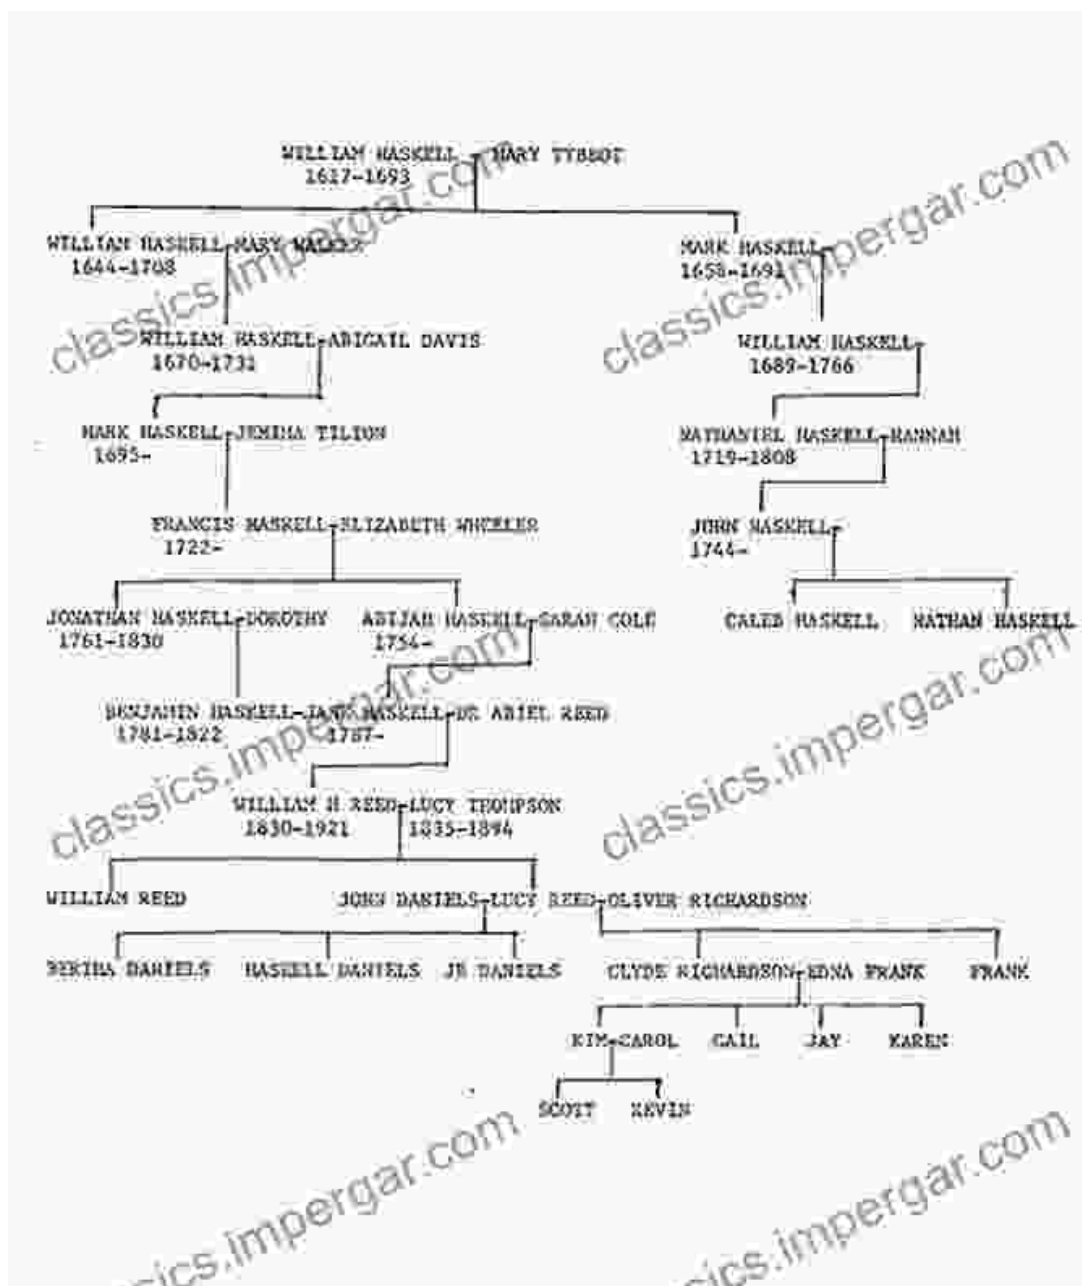 WILLIAM HASKELL - MARY TYBBOT
1617-1693
WILLIAM HASKELL-MARY WALKER MARK HASKELL-
1644-1708 1658-1691
WILLIAM HASKELL-ABIGAIL DAVIS WILLIAM HASKELL-
1670-1731 1689-1766
MARK HASKELL-JEMIMA TILTON NATHANIEL HASKELL-HANNAH
1695- 1719-1808
FRANCIS HASKELL-ELIZABETH WHEELER JOHN HASKELL-
1722- 1744-
JONATHAN HASKELL-DOROTHY ABIJAH HASKELL-SARAH COLE CALEB HASKELL NATHAN HASKELL
1761-1830 1754-
BENJAMIN HASKELL-JANE HASKELL-DR ABIEL REED
1781-1822 1787-
WILLIAM H REED-LUCY THOMPSON
1830-1921 1835-1894
WILLIAM REED JOHN DANIELS-LUCY REED-OLIVER RICHARDSON
BERTHA DANIELS HASKELL DANIELS JR DANIELS CLYDE RICHARDSON-EDNA FRANK FRANK
KIM-CAROL GAIL JAY KAREN
SCOTT KEVIN
classics.impergar.com
classics.impergar.com
classics.impergar.com
classics.impergar.com
ics.impergar.com
ics.impergar.com